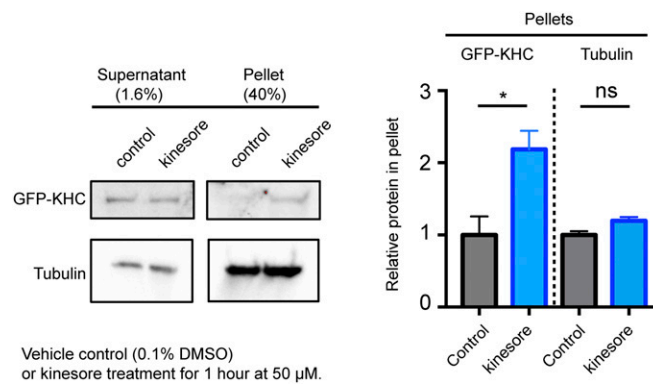 Supernatant
(1.6%)
Pellet
(40%)
control
kinesore
control
kinesore
GFP-KHC
Tubulin
Vehicle control (0.1% DMSO)
or kinesore treatment for 1 hour at 50 µM.
Pellets
GFP-KHC
Tubulin
Relative protein in pellet
3
2
1
0
*
ns
Control
kinesore
Control
kinesore